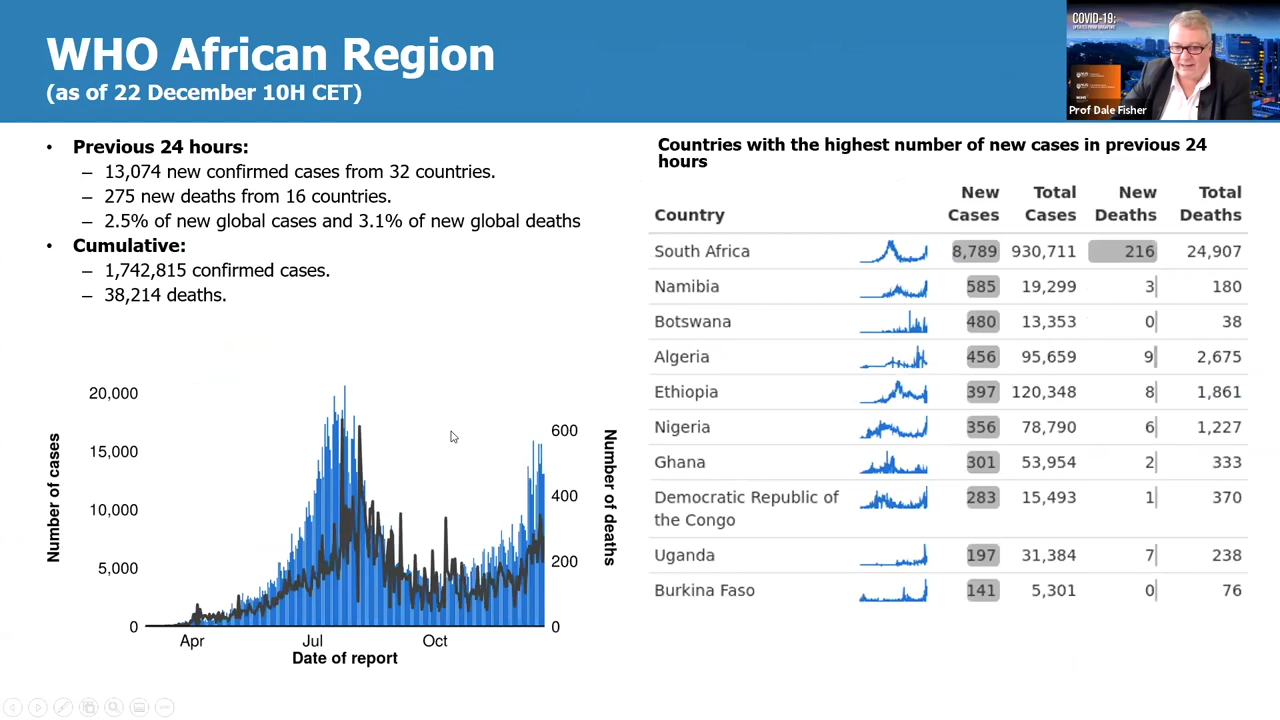 WHO African Region
(as of 22 December 10H CET)
COVID-19:
Prof Dale Fisher
• Previous 24 hours:
– 13,074 new confirmed cases from 32 countries.
– 275 new deaths from 16 countries.
– 2.5% of new global cases and 3.1% of new global deaths
• Cumulative:
– 1,742,815 confirmed cases.
– 38,214 deaths.
20,000
15,000
10,000
5,000
0
Number of cases
600
400
200
0
Number of deaths
Apr Jul Oct
Date of report
Countries with the highest number of new cases in previous 24
hours
New Total New Total
Country Cases Cases Deaths Deaths
South Africa 8,789 930,711 216 24,907
Namibia 585 19,299 3 180
Botswana 480 13,353 0 38
Algeria 456 95,659 9 2,675
Ethiopia 397 120,348 8 1,861
Nigeria 356 78,790 6 1,227
Ghana 301 53,954 2 333
Democratic Republic of 283 15,493 1 370
the Congo
Uganda 197 31,384 7 238
Burkina Faso 141 5,301 0 76